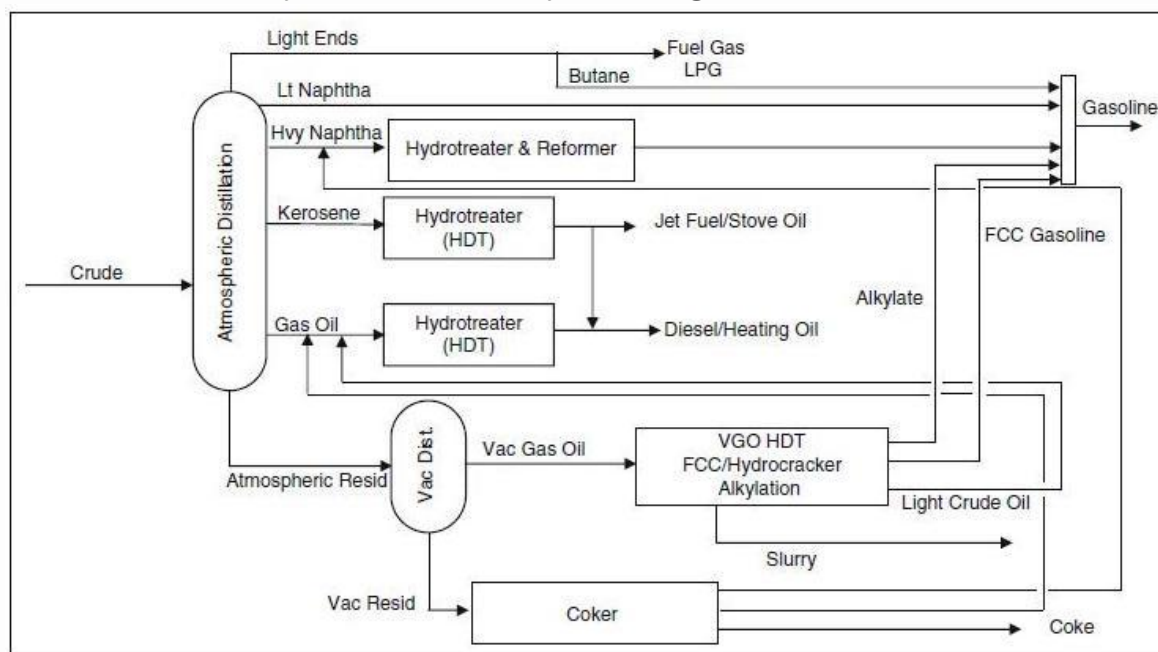 Light Ends
Fuel Gas
LPG
Butane
Lt Naphtha
Gasoline
Hvy Naphtha
Hydrotreater & Reformer
Atmospheric Distillation
Kerosene
Hydrotreater
(HDT)
Jet Fuel/Stove Oil
FCC Gasoline
Crude
Alkylate
Gas Oil
Hydrotreater
(HDT)
Diesel/Heating Oil
Vac Dist.
Vac Gas Oil
VGO HDT
FCC/Hydrocracker
Alkylation
Atmospheric Resid
Light Crude Oil
Slurry
Vac Resid
Coker
Coke